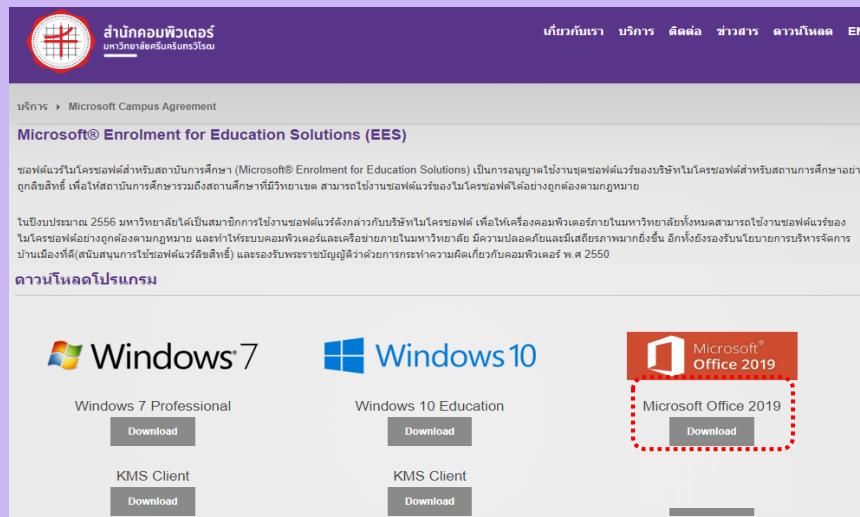 สำนักคอมพิวเตอร์
มหาวิทยาลัยศรีนครินทรวิโรฒ
เกี่ยวกับเรา บริการ ติดต่อ ข่าวสาร ดาวน์โหลด EN
บริการ Microsoft Campus Agreement
Microsoft® Enrolment for Education Solutions (EES)
ซอฟต์แวร์ไมโครซอฟต์สำหรับสถาบันการศึกษา (Microsoft® Enrolment for Education Solutions) เป็นการอนุญาตใช้งานชุดซอฟต์แวร์ของบริษัทไมโครซอฟต์สำหรับสถานการศึกษาอย่า
ถูกลิขสิทธิ์ เพื่อให้สถาบันการศึกษารวมถึงสถานศึกษาที่มีวิทยาเขต สามารถใช้งานซอฟต์แวร์ของไมโครซอฟต์ได้อย่างถูกต้องตามกฎหมาย
ในปีงบประมาณ 2556 มหาวิทยาลัยได้เป็นสมาชิกการใช้งานซอฟต์แวร์ดังกล่าวกับบริษัทไมโครซอฟต์ เพื่อให้เครื่องคอมพิวเตอร์ภายในมหาวิทยาลัยทั้งหมดสามารถใช้งานซอฟต์แวร์ของ
ไมโครซอฟต์อย่างถูกต้องตามกฎหมาย และทำให้ระบบคอมพิวเตอร์และเครือข่ายภายในมหาวิทยาลัย มีความปลอดภัยและมีเสถียรภาพมากยิ่งขึ้น อีกทั้งยังรองรับนโยบายการบริหารจัดการ
บ้านเมืองที่ดี(สนับสนุนการใช้ซอฟต์แวร์ลิขสิทธิ์) และรองรับพระราชบัญญัติว่าด้วยการกระทำความผิดเกี่ยวกับคอมพิวเตอร์ พ.ศ 2550
ดาวน์โหลดโปรแกรม
Windows®7
Windows 10
Microsoft®
Office 2019
Windows 7 Professional
Windows 10 Education
Microsoft Office 2019
Download
Download
Download
KMS Client
KMS Client
Download
Download